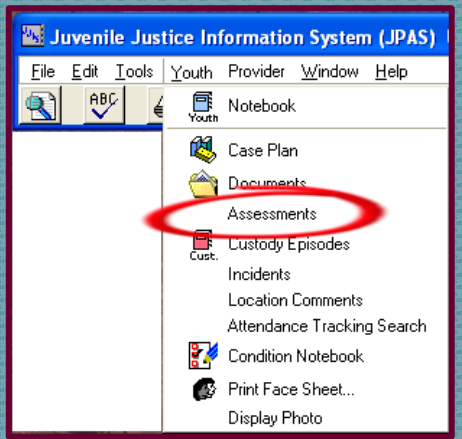 Juvenile Justice Information System (JPAS)
File Edit Tools Youth Provider Window Help
ABC
Youth Notebook
Case Plan
Documents
Assessments
Cust. Custody Episodes
Incidents
Location Comments
Attendance Tracking Search
Condition Notebook
Print Face Sheet...
Display Photo